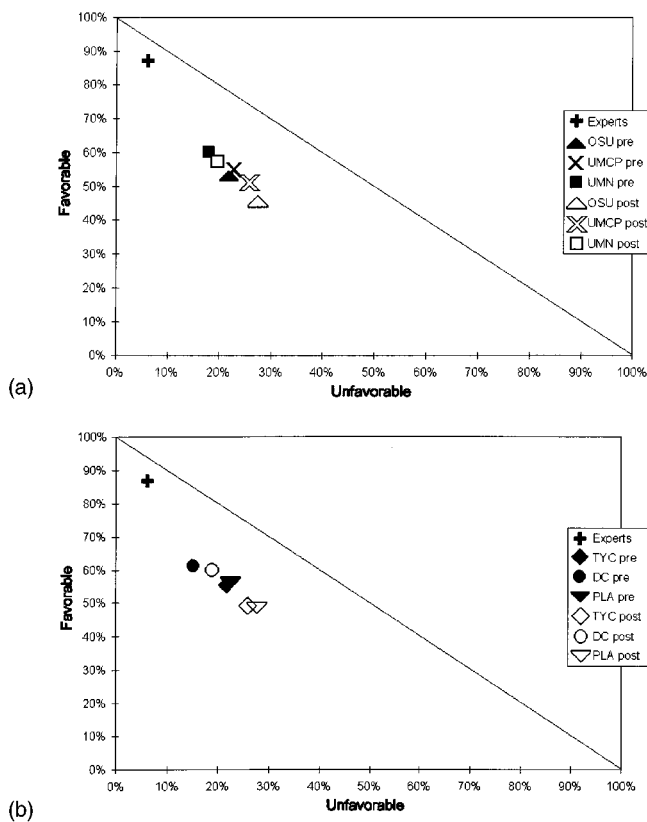 100%
90%
80%
70%
60%
50%
40%
30%
20%
10%
0%
Favorable
0% 10% 20% 30% 40% 50% 60% 70% 80% 90% 100%
Unfavorable
Experts
OSU pre
UMCP pre
UMN pre
OSU post
UMCP post
UMN post
(a)
100%
90%
80%
70%
60%
50%
40%
30%
20%
10%
0%
Favorable
0% 10% 20% 30% 40% 50% 60% 70% 80% 90% 100%
Unfavorable
Experts
TYC pre
DC pre
PLA pre
TYC post
DC post
PLA post
(b)